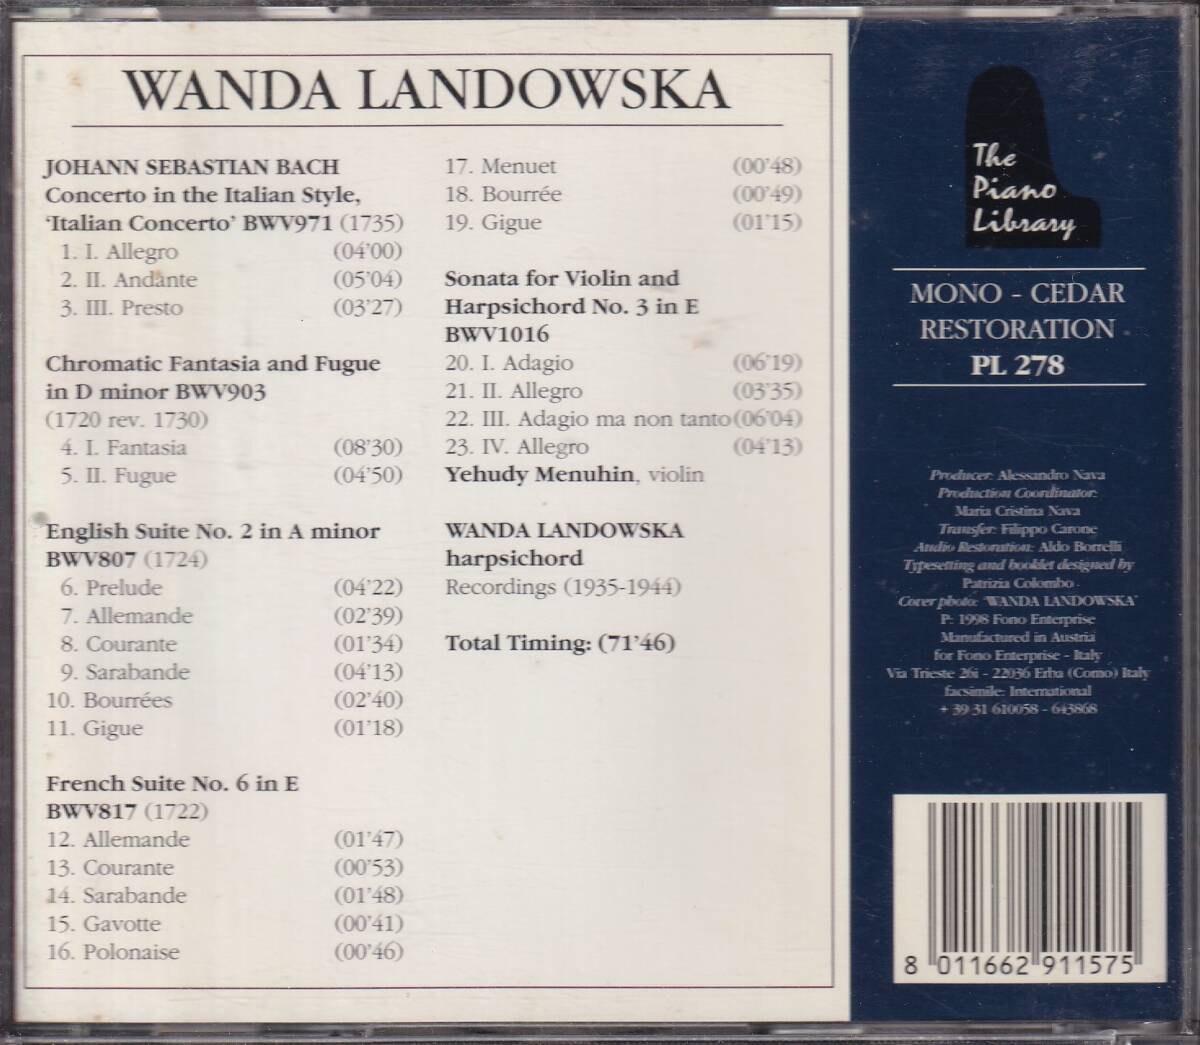 WANDA LANDOWSKA
JOHANN SEBASTIAN BACH
Concerto in the Italian Style,
'Italian Concerto' BWV971 (1735)
1. I. Allegro (04'00)
2. II. Andante (05'04)
3. III. Presto (03'27)
Chromatic Fantasia and Fugue
in D minor BWV903
(1720 rev. 1730)
4. I. Fantasia (08'30)
5. II. Fugue (04'50)
English Suite No. 2 in A minor
BWV807 (1724)
6. Prelude (04'22)
7. Allemande (02'39)
8. Courante (01'34)
9. Sarabande (04'13)
10. Bourrées (02'40)
11. Gigue (01'18)
French Suite No. 6 in E
BWV817 (1722)
12. Allemande (01'47)
13. Courante (00'53)
14. Sarabande (01'48)
15. Gavotte (00'41)
16. Polonaise (00'46)
17. Menuet (00'48)
18. Bourrée (00'49)
19. Gigue (01'15)
Sonata for Violin and
Harpsichord No. 3 in E
BWV1016
20. I. Adagio (06'19)
21. II. Allegro (03'35)
22. III. Adagio ma non tanto (06'04)
23. IV. Allegro (04'13)
Yehudy Menuhin, violin
WANDA LANDOWSKA
harpsichord
Recordings (1935-1944)
Total Timing: (71'46)
The
Piano
Library
MONO - CEDAR
RESTORATION
PL 278
Producer: Alessandro Nava
Production Coordinator:
Maria Cristina Nava
Transfer: Filippo Carone
Audio Restoration: Aldo Borrelli
Typesetting and booklet designed by
Patrizia Colombo
Cover photo: 'WANDA LANDOWSKA'
P: 1998 Fono Enterprise
Manufactured in Austria
for Fono Enterprise - Italy
Via Trieste 26i - 22036 Erba (Como) Italy
facsimile: International
+ 39 31 610058 - 643868
8 011662 911575